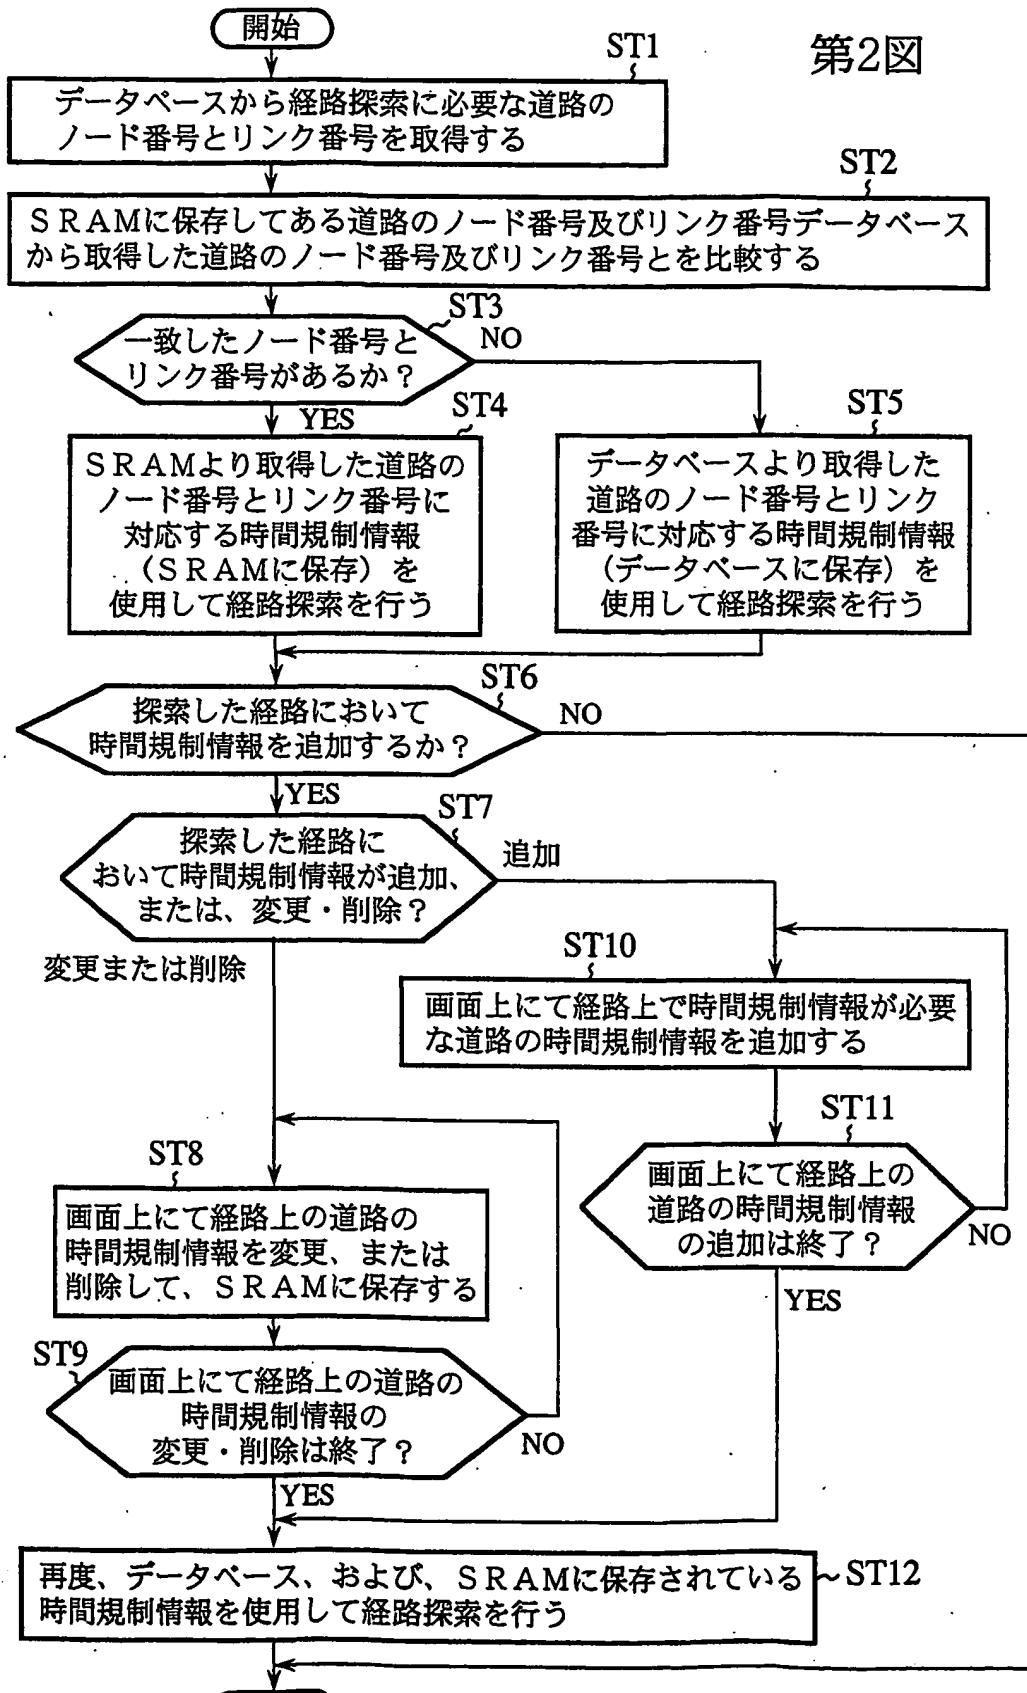 開始
第2図
ST1
データベースから経路探索に必要な道路の
ノード番号とリンク番号を取得する
ST2
ＳＲＡＭに保存してある道路のノード番号及びリンク番号データベース
から取得した道路のノード番号及びリンク番号とを比較する
ST3
一致したノード番号と
リンク番号があるか？
NO
YES
ST4
ＳＲＡＭより取得した道路の
ノード番号とリンク番号に
対応する時間規制情報
（ＳＲＡＭに保存）を
使用して経路探索を行う
ST5
データベースより取得した
道路のノード番号とリンク
番号に対応する時間規制情報
（データベースに保存）を
使用して経路探索を行う
ST6
探索した経路において
時間規制情報を追加するか？
NO
YES
ST7
探索した経路に
おいて時間規制情報が追加、
または、変更・削除？
追加
変更または削除
ST10
画面上にて経路上で時間規制情報が必要
な道路の時間規制情報を追加する
ST11
画面上にて経路上の
道路の時間規制情報
の追加は終了？
NO
YES
ST8
画面上にて経路上の道路の
時間規制情報を変更、または
削除して、ＳＲＡＭに保存する
ST9
画面上にて経路上の道路の
時間規制情報の
変更・削除は終了？
NO
YES
ST12
再度、データベース、および、ＳＲＡＭに保存されている
時間規制情報を使用して経路探索を行う